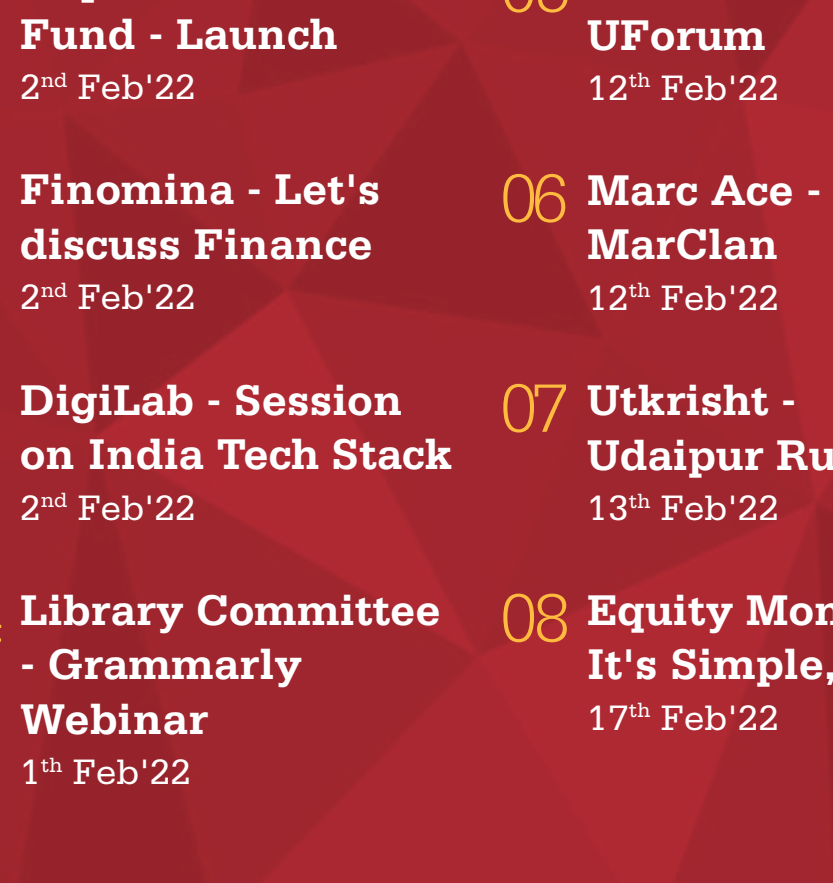 Fund - Launch
2nd Feb'22
Finomina - Let's
discuss Finance
2nd Feb'22
DigiLab - Session
on India Tech Stack
2nd Feb'22
Library Committee
- Grammarly
Webinar
1th Feb'22
UForum
12th Feb'22
06 Marc Ace -
MarClan
12th Feb'22
07 Utkrisht -
Udaipur
13th Feb'22
08 Equity
It's Simple,
17th Feb'22